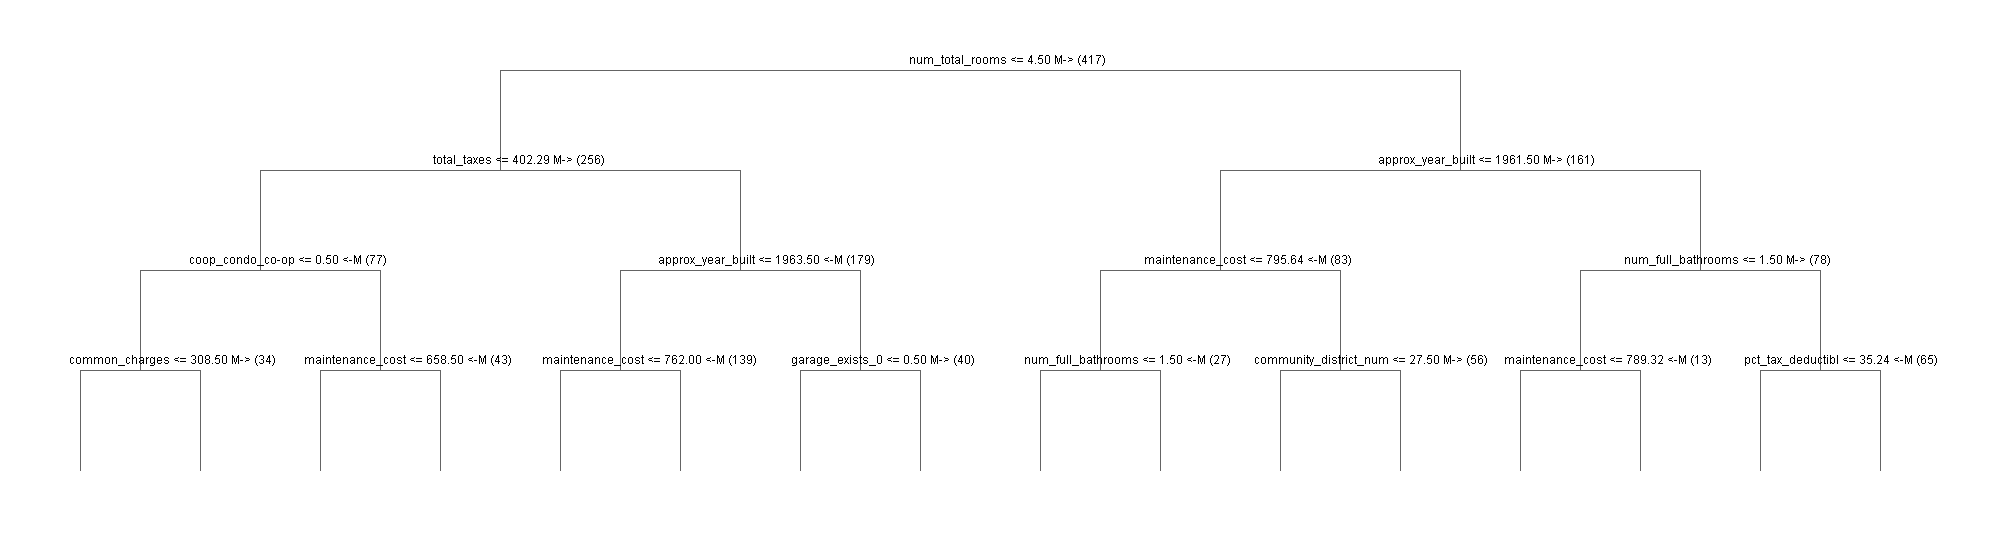 num_total_rooms <= 4.50 M-> (417)
total_taxes <= 402.29 M-> (256)
approx_year_built <= 1961.50 M-> (161)
coop_condo_co-op <= 0.50 <-M (77)
approx_year_built <= 1963.50 <-M (179)
maintenance_cost <= 795.64 <-M (83)
num_full_bathrooms <= 1.50 M-> (78)
common_charges <= 308.50 M-> (34)
maintenance_cost <= 658.50 <-M (43)
maintenance_cost <= 762.00 <-M (139)
garage_exists_0 <= 0.50 M-> (40)
num_full_bathrooms <= 1.50 <-M (27)
community_district_num <= 27.50 M-> (56)
maintenance_cost <= 789.32 <-M (13)
pct_tax_deductibl <= 35.24 <-M (65)